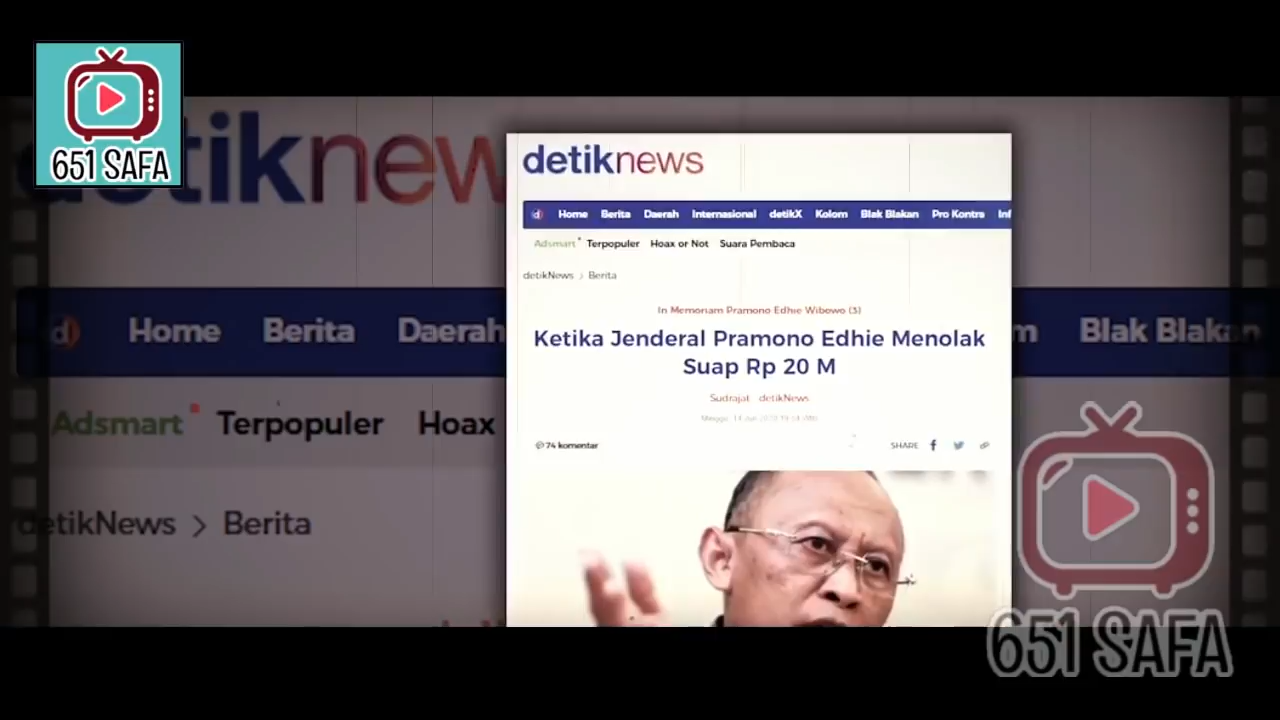 651 SAFA
detiknews
detiknews
Home Berita Daerah Internasional detikX Kolom Blak Blakan Pro Kontra Inf
Adsmart Terpopuler Hoax or Not Suara Pembaca
detikNews > Berita
In Memoriam Pramono Edhie Wibowo (3)
Ketika Jenderal Pramono Edhie Menolak
Suap Rp 20 M
Sudrajat detikNews
74 komentar
SHARE
Home Berita Daerah
Blak Blakan
Adsmart Terpopuler Hoax
detikNews > Berita
651 SAFA